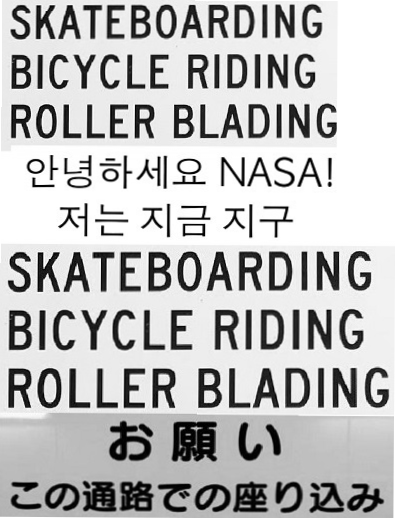 SKATEBOARDING
BICYCLE RIDING
ROLLER BLADING
안녕하세요 NASA!
저는 지금 지구
SKATEBOARDING
BICYCLE RIDING
ROLLER BLADING
お願い
この通路での座り込み